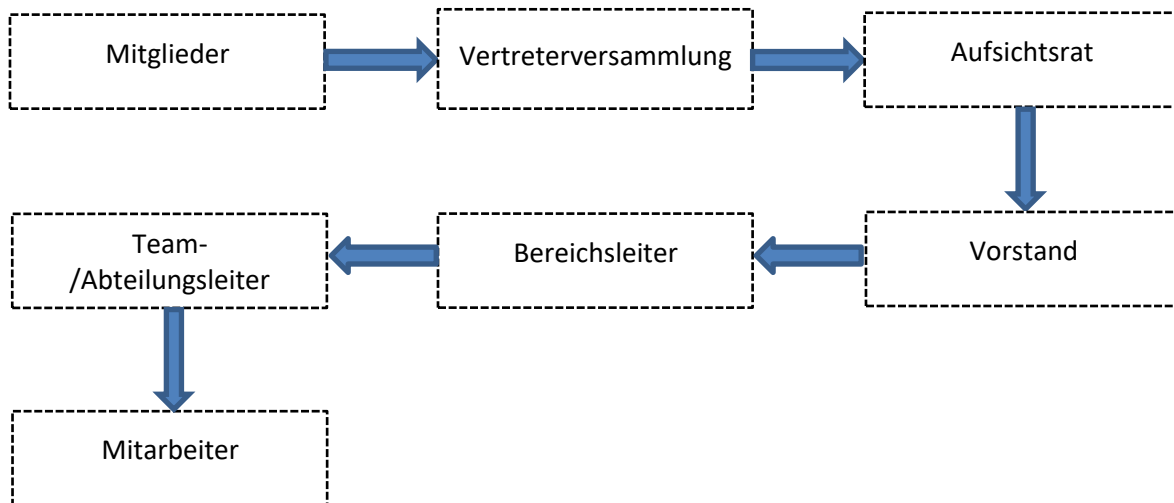 Mitglieder
Vertreterversammlung
Aufsichtsrat
Team-
/Abteilungsleiter
Bereichsleiter
Vorstand
Mitarbeiter